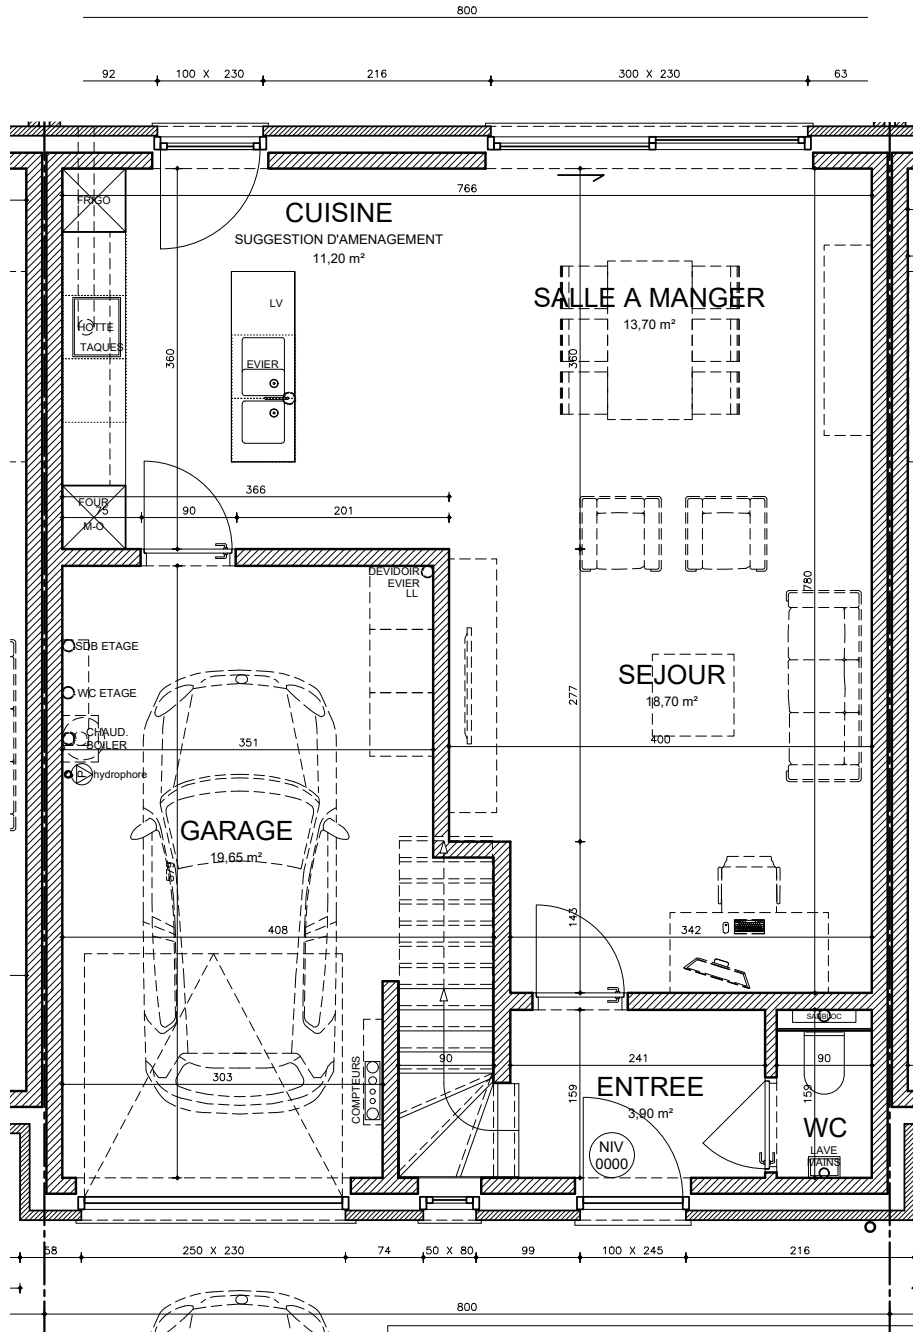 800
92
100 X 230
216
300 X 230
63
766
FRIGO
CUISINE
SUGGESTION D'AMENAGEMENT
11,20 m²
SALLE A MANGER
13,70 m²
LV
HOTTE
TAQUES
360
360
EVIER
366
FOUR
75
90
201
M-O
DEVIDOIR
EVIER
LL
780
SDB ETAGE
WC ETAGE
SEJOUR
18,70 m²
277
CHAUD.
BOILER
351
400
P
hydrophore
GARAGE
19,65 m²
579
143
408
342
SANIBLOC
90
241
90
COMPTEURS
303
159
ENTREE
3,90 m²
159
WC
LAVE
MAINS
NIV
0000
58
250 X 230
74
50 X 80
99
100 X 245
216
800